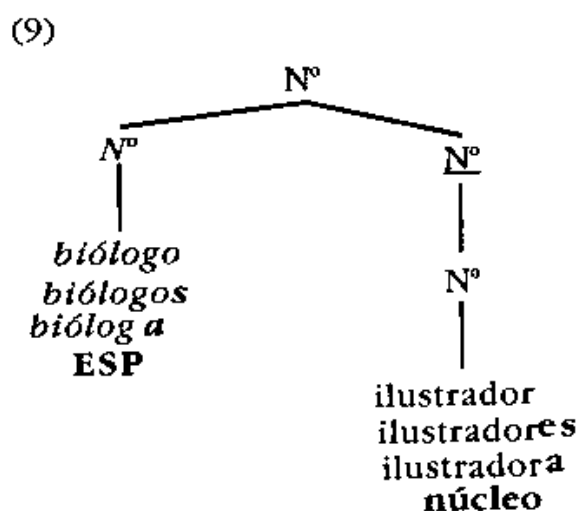 (9)
Nº
Nº
Nº
biólogo
Nº
biólogos
bióloga
ESP
ilustrador
ilustradores
ilustradora
núcleo